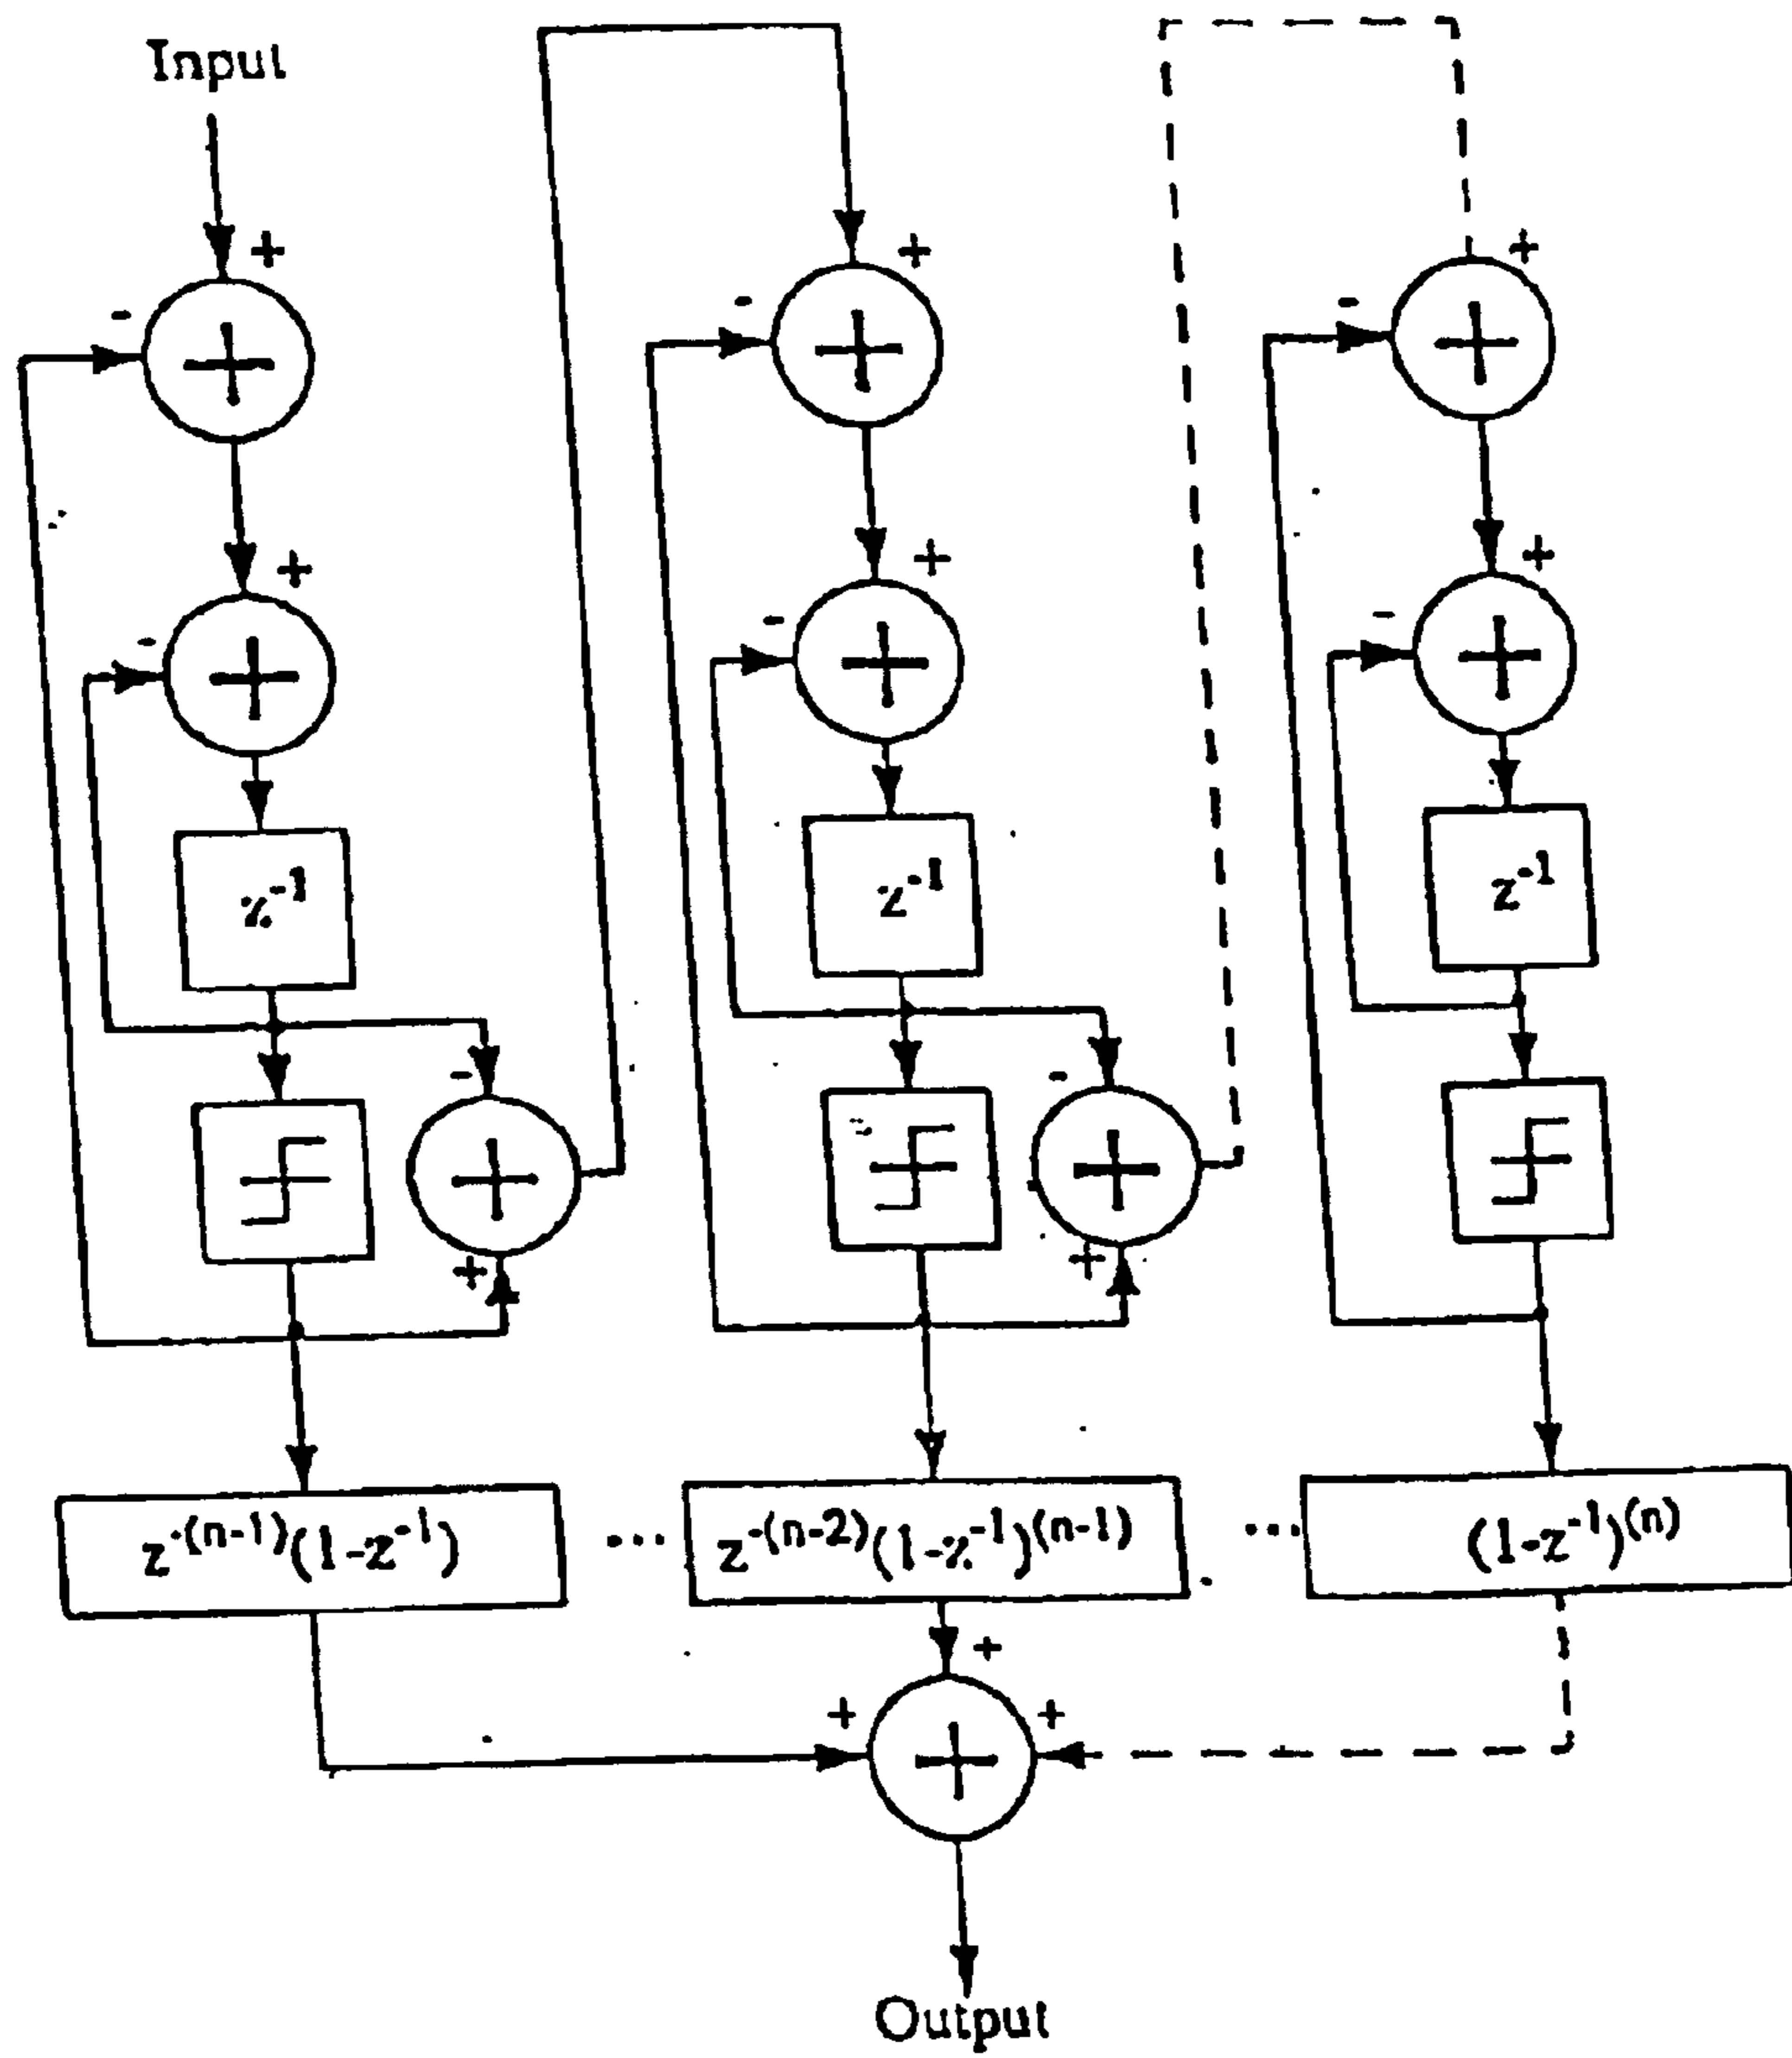 Input
+ + +
- - -
+ + +
- - -
z^-1 z^-1 z^-1
- -
+ +
z^-(n-1)(1-z^-1) ... z^-(n-2)(1-z^-1)^(n-1) ... (1-z^-1)^(n)
+
+ +
Output